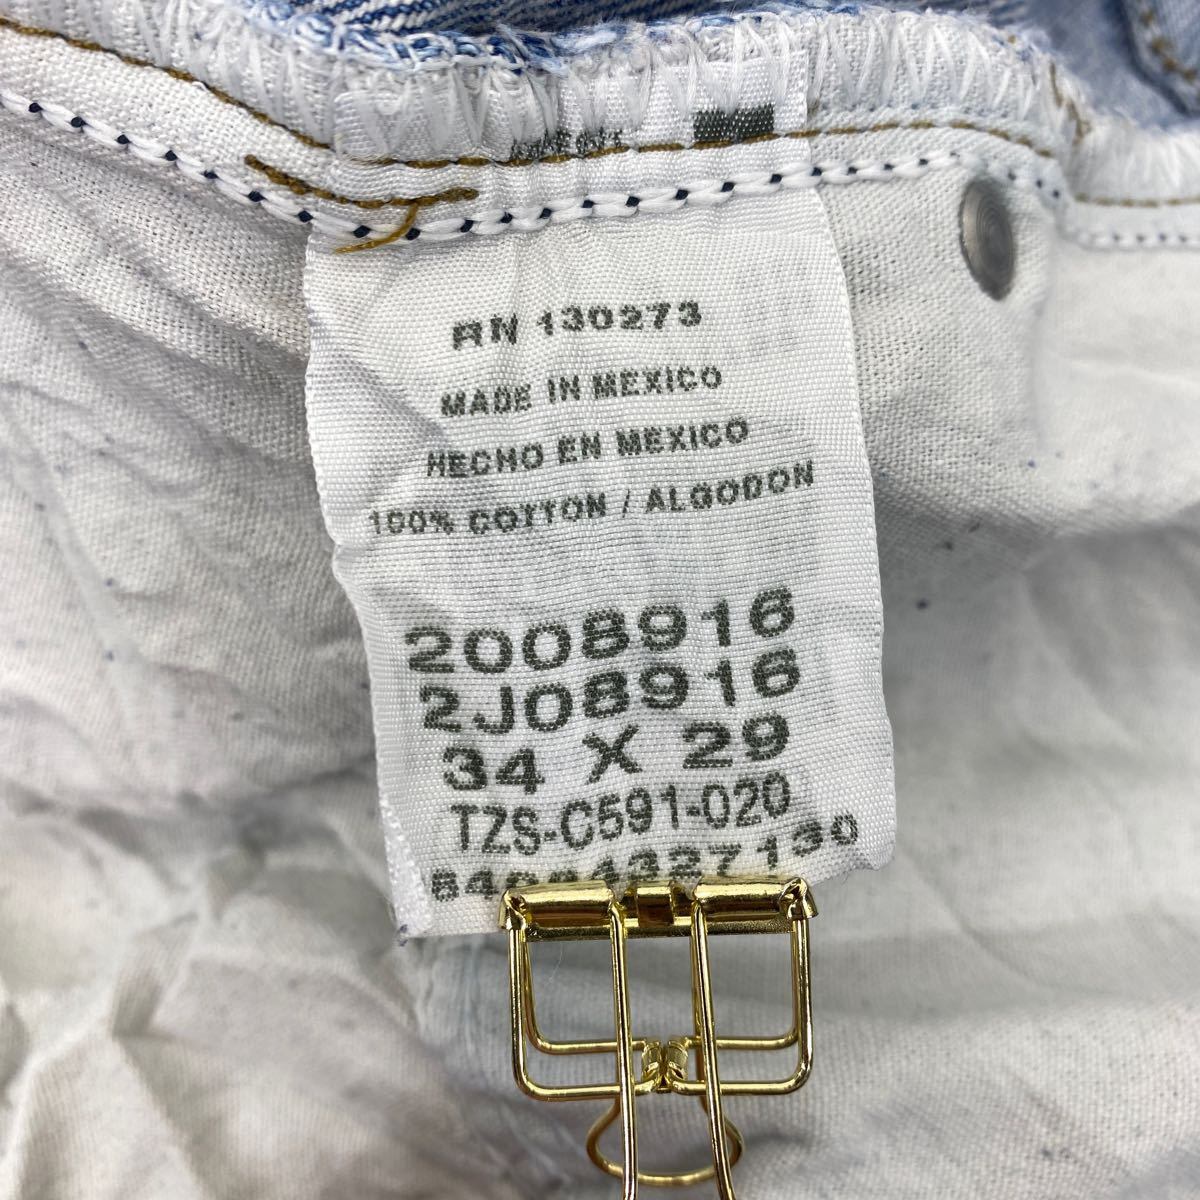 RN 130273
MADE IN MEXICO
HECHO EN MEXICO
100% COTTON / ALGODON
2008916
2J08916
34 X 29
TZS-C591-020